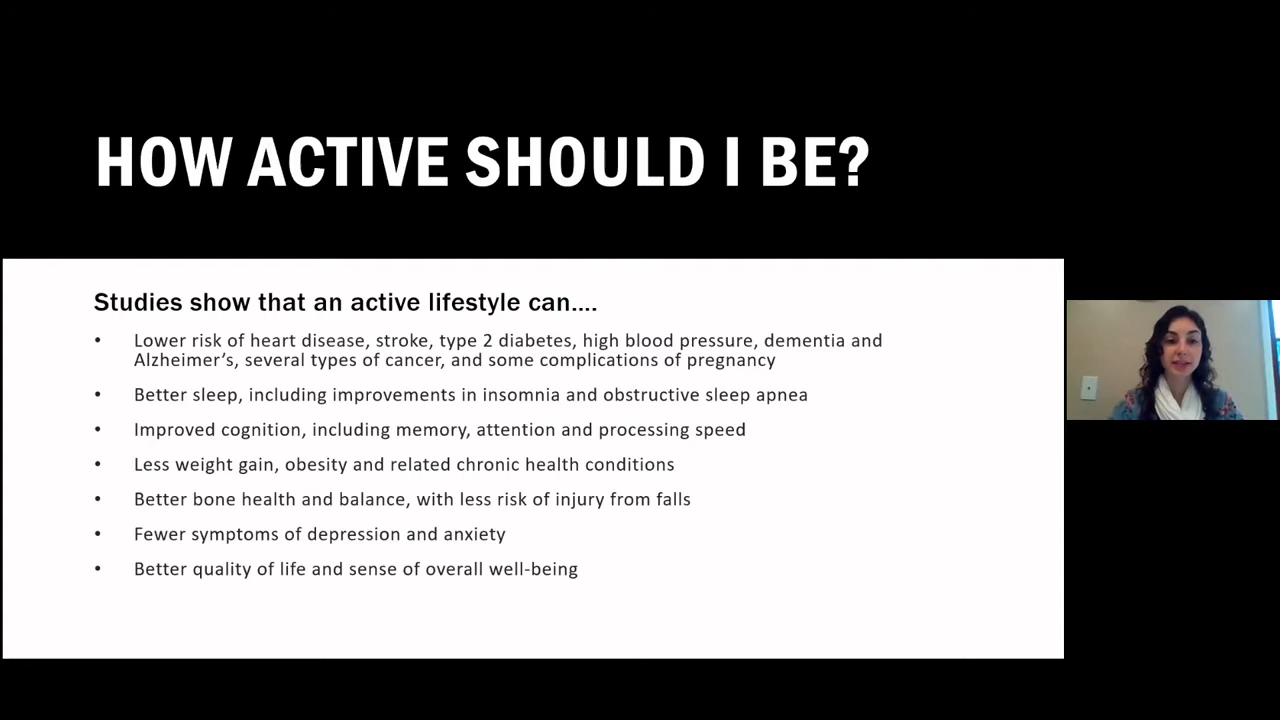 HOW ACTIVE SHOULD I BE?
Studies show that an active lifestyle can....
• Lower risk of heart disease, stroke, type 2 diabetes, high blood pressure, dementia and
Alzheimer’s, several types of cancer, and some complications of pregnancy
• Better sleep, including improvements in insomnia and obstructive sleep apnea
• Improved cognition, including memory, attention and processing speed
• Less weight gain, obesity and related chronic health conditions
• Better bone health and balance, with less risk of injury from falls
• Fewer symptoms of depression and anxiety
• Better quality of life and sense of overall well-being